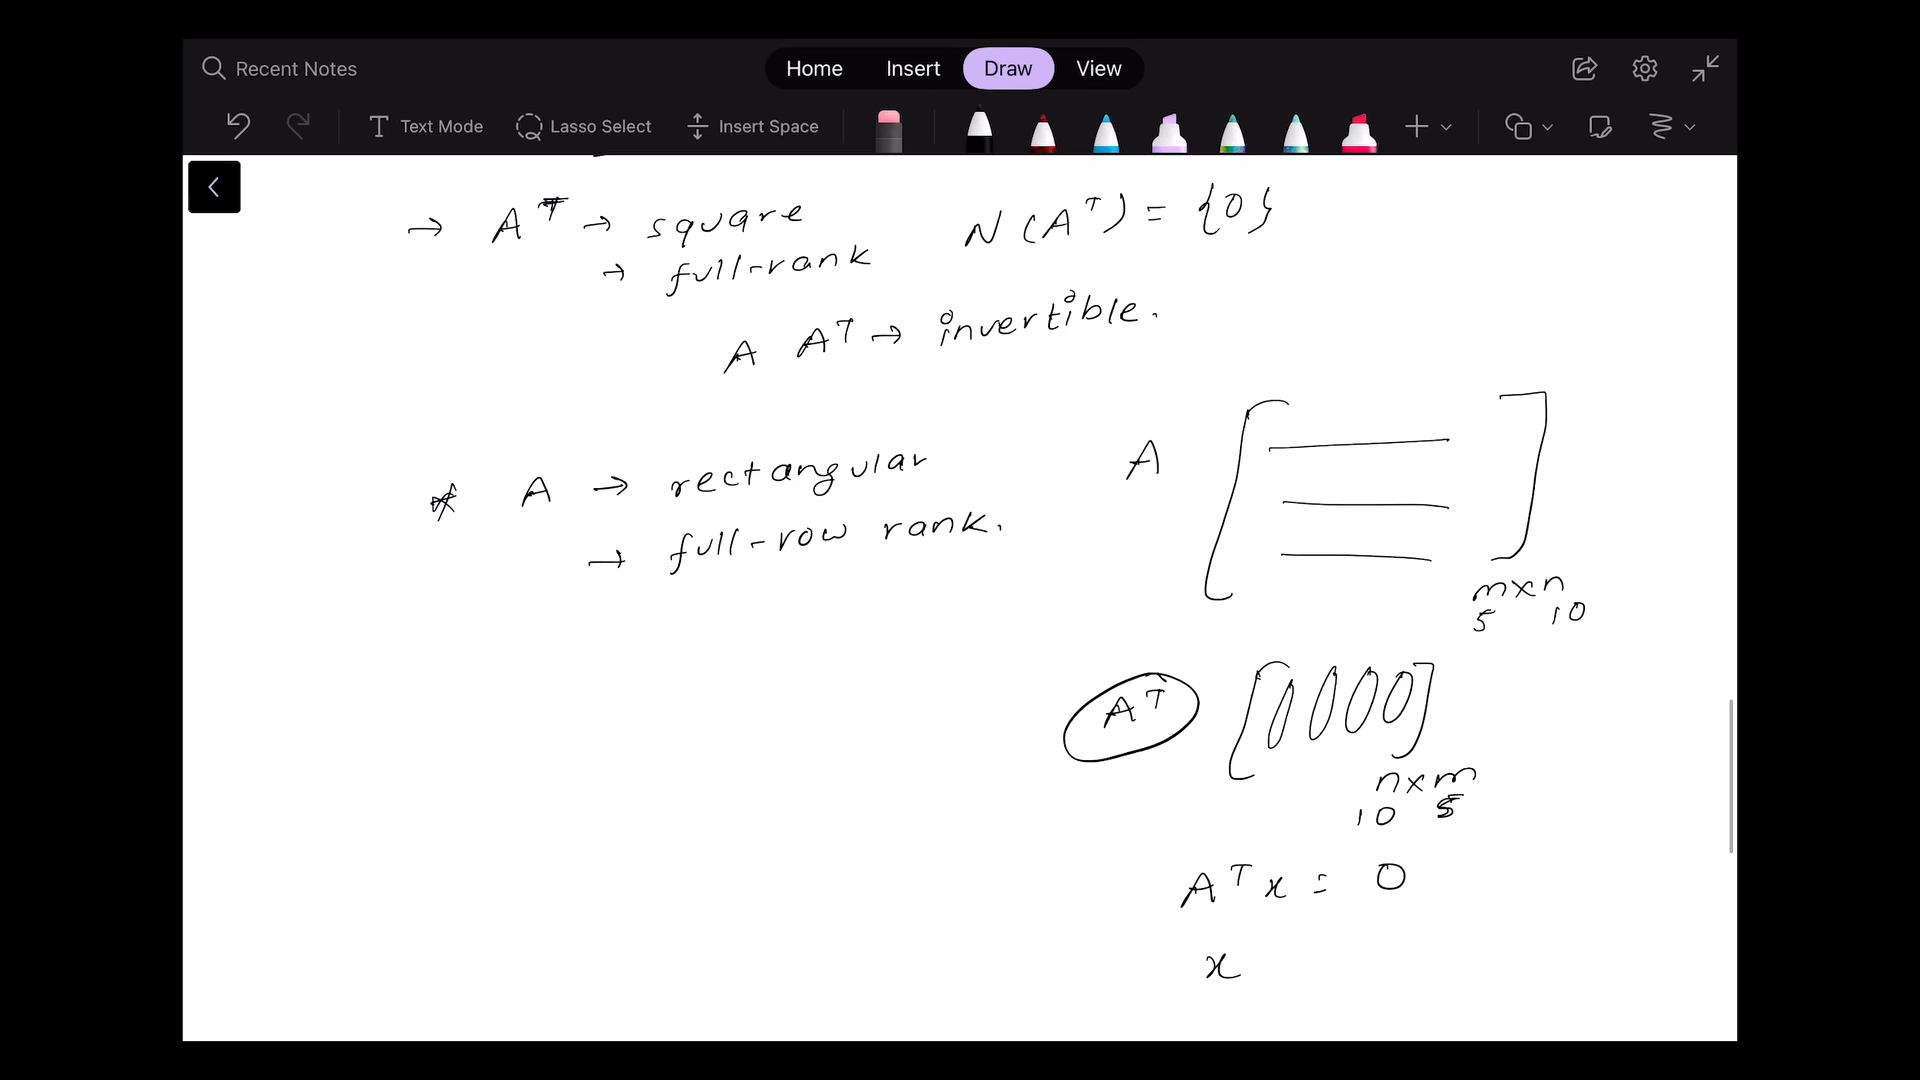 Recent Notes
Home Insert Draw View
Text Mode Lasso Select Insert Space
→ Aᵀ → square N(Aᵀ) = {0}
→ full-rank
A Aᵀ → invertible.
* A → rectangular
→ full-row rank.
A
m×n
5 10
Aᵀ
n×m
10 5
Aᵀx = 0
x